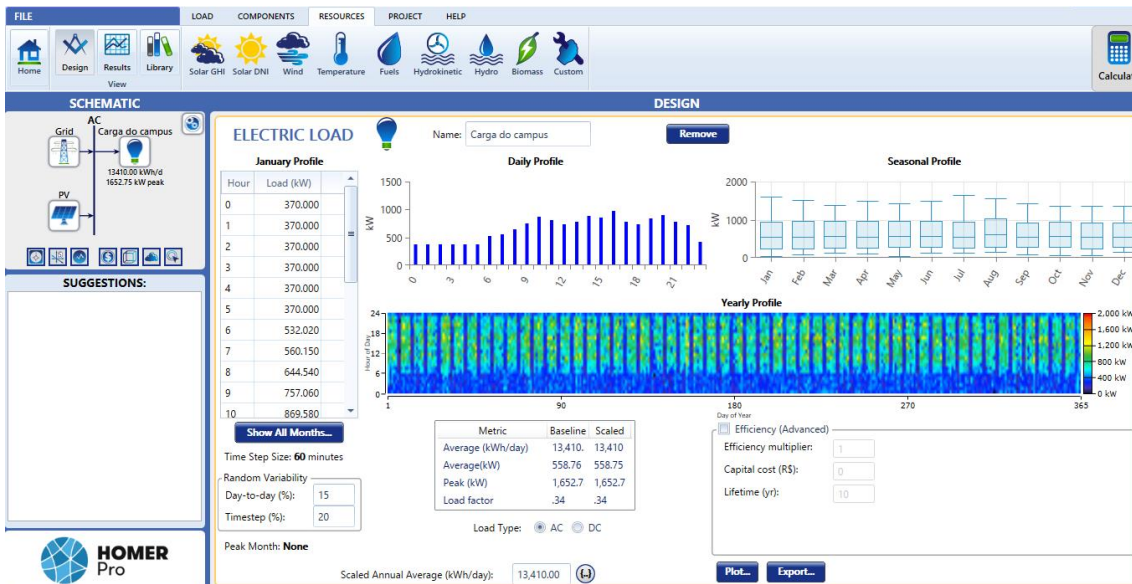 FILE
LOAD COMPONENTS RESOURCES PROJECT HELP
Home Design Results Library Solar GHI Solar DNI Wind Temperature Fuels Hydrokinetic Hydro Biomass Custom
View
SCHEMATIC
AC
Grid Carga do campus
13410.00 kWh/d
1652.75 kW peak
PV
SUGGESTIONS:
HOMER
Pro
DESIGN
ELECTRIC LOAD Name: Carga do campus Remove
January Profile
Hour Load (kW)
0 370.000
1 370.000
2 370.000
3 370.000
4 370.000
5 370.000
6 532.020
7 560.150
8 644.540
9 757.060
10 869.580
Show All Months...
Time Step Size: 60 minutes
Random Variability
Day-to-day (%): 15
Timestep (%): 20
Peak Month: None
Daily Profile
kW
1500
1000
500
0
0 3 6 9 12 15 18 21
Seasonal Profile
kW
2000
1000
0
Jan Feb Mar Apr May Jun Jul Aug Sep Oct Nov Dec
Yearly Profile
Hour of Day
24
18
12
6
0
1 90 180 270 365
Day of Year
2,000 kW
1,600 kW
1,200 kW
800 kW
400 kW
0 kW
Metric Baseline Scaled
Average (kWh/day) 13,410. 13,410
Average(kW) 558.76 558.75
Peak (kW) 1,652.7 1,652.7
Load factor .34 .34
Load Type: AC DC
Scaled Annual Average (kWh/day): 13,410.00 {..}
Efficiency (Advanced)
Efficiency multiplier: 1
Capital cost (R$): 0
Lifetime (yr): 10
Plot... Export...